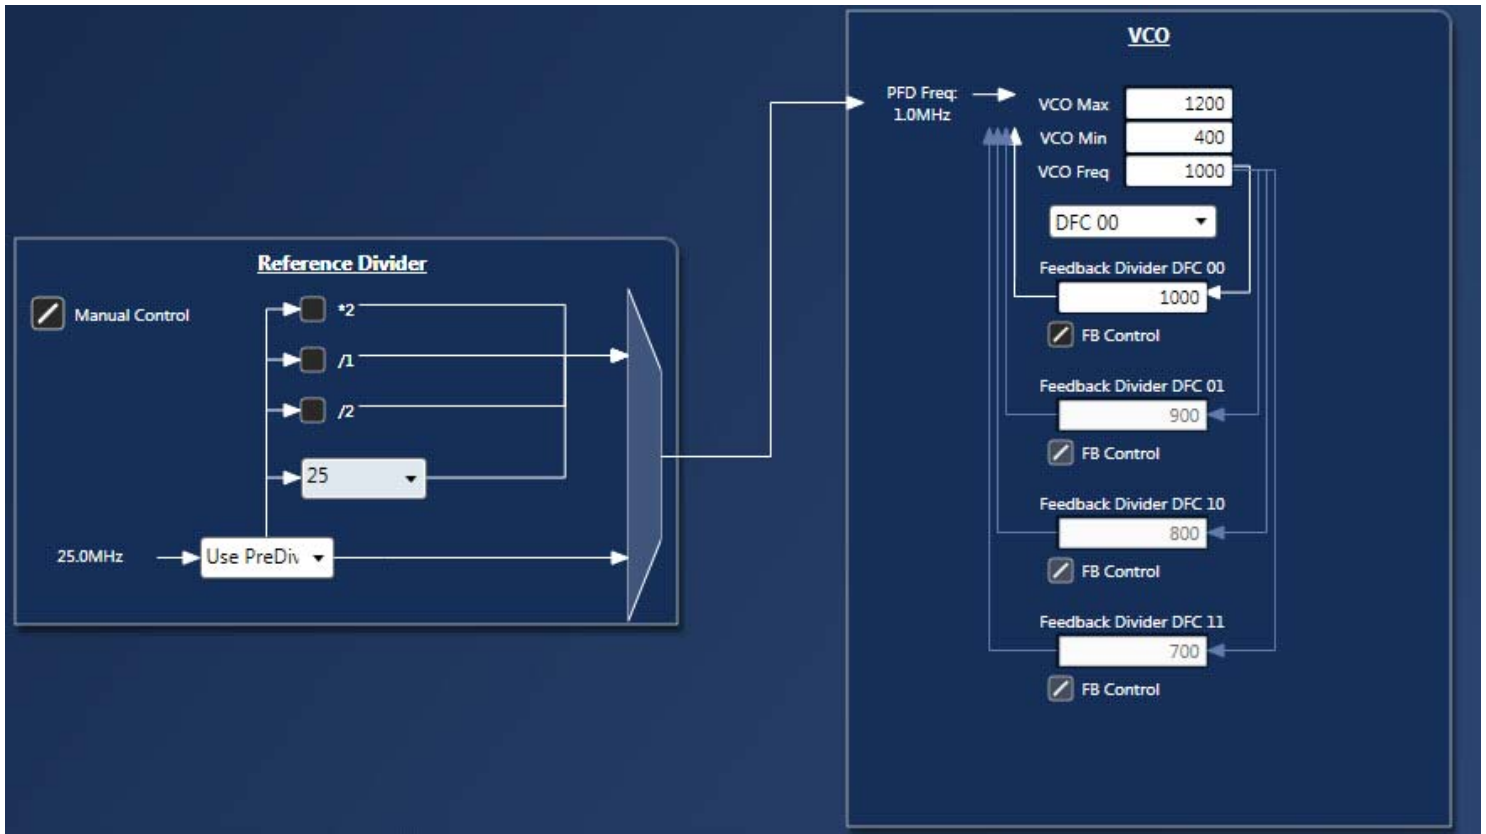 VCO
PFD Freq:
1.0MHz
VCO Max 1200
VCO Min 400
VCO Freq 1000
DFC 00
Feedback Divider DFC 00
1000
FB Control
Feedback Divider DFC 01
900
FB Control
Feedback Divider DFC 10
800
FB Control
Feedback Divider DFC 11
700
FB Control
Reference Divider
Manual Control
*2
/1
/2
25
25.0MHz
Use PreDiv